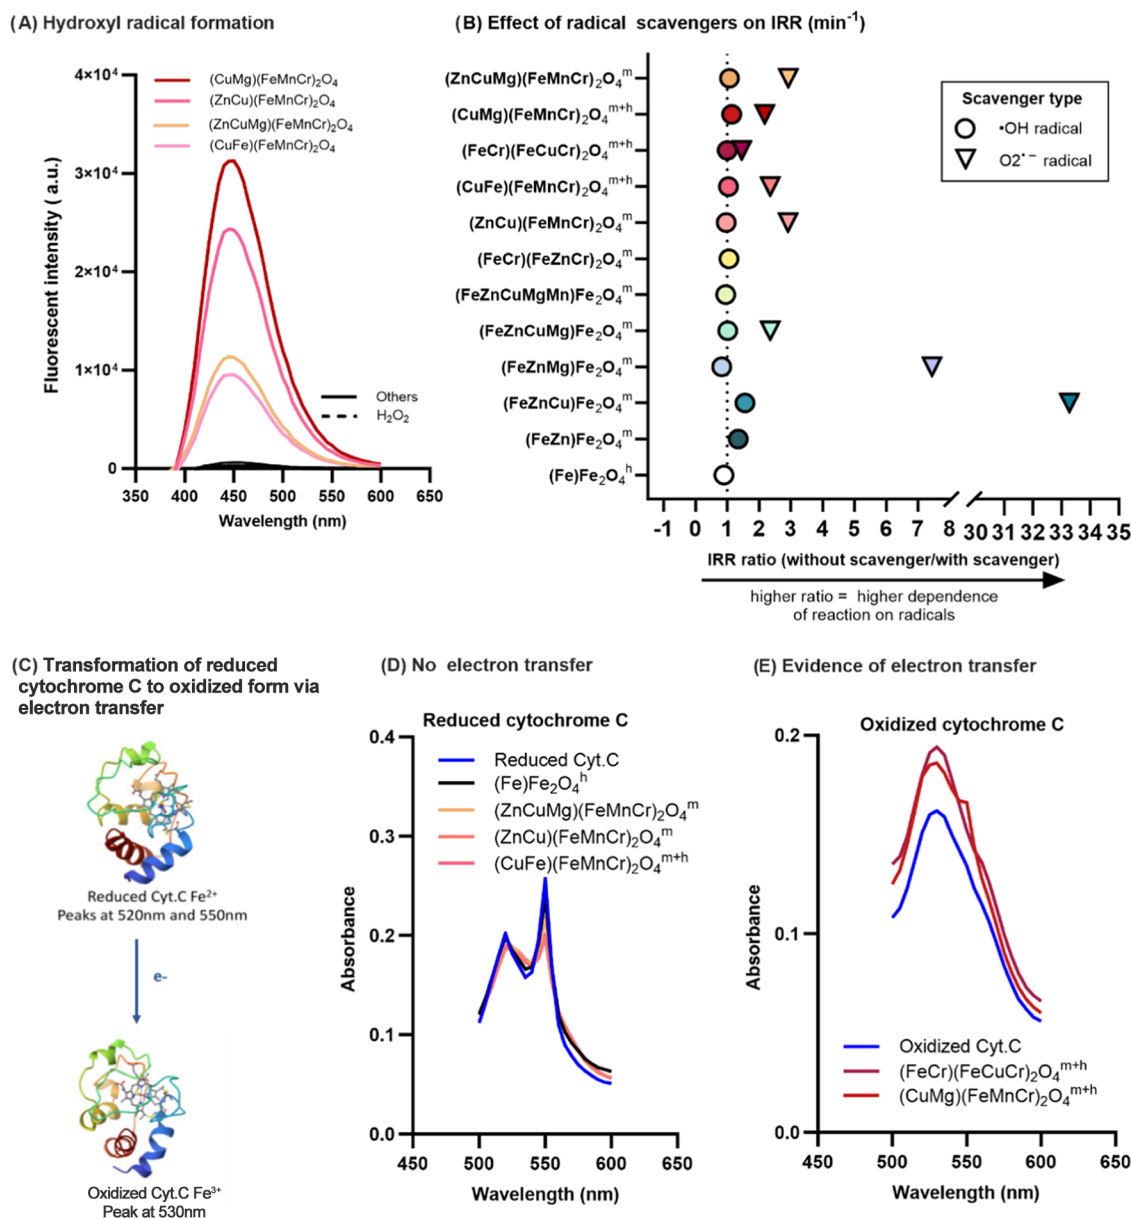 (A) Hydroxyl radical formation
4×10⁴
3×10⁴
2×10⁴
1×10⁴
0
Fluorescent intensity ( a.u.)
(CuMg)(FeMnCr)₂O₄
(ZnCu)(FeMnCr)₂O₄
(ZnCuMg)(FeMnCr)₂O₄
(CuFe)(FeMnCr)₂O₄
Others
H₂O₂
350 400 450 500 550 600 650
Wavelength (nm)
(B) Effect of radical scavengers on IRR (min⁻¹)
(ZnCuMg)(FeMnCr)₂O₄ᵐ
(CuMg)(FeMnCr)₂O₄ᵐ⁺ʰ
(FeCr)(FeCuCr)₂O₄ᵐ⁺ʰ
(CuFe)(FeMnCr)₂O₄ᵐ⁺ʰ
(ZnCu)(FeMnCr)₂O₄ᵐ
(FeCr)(FeZnCr)₂O₄ᵐ
(FeZnCuMgMn)Fe₂O₄ᵐ
(FeZnCuMg)Fe₂O₄ᵐ
(FeZnMg)Fe₂O₄ᵐ
(FeZnCu)Fe₂O₄ᵐ
(FeZn)Fe₂O₄ᵐ
(Fe)Fe₂O₄ʰ
Scavenger type
•OH radical
O2•⁻ radical
-1 0 1 2 3 4 5 6 7 8 30 31 32 33 34 35
IRR ratio (without scavenger/with scavenger)
higher ratio = higher dependence
of reaction on radicals
(C) Transformation of reduced
cytochrome C to oxidized form via
electron transfer
Reduced Cyt.C Fe²⁺
Peaks at 520nm and 550nm
e-
Oxidized Cyt.C Fe³⁺
Peak at 530nm
(D) No electron transfer
Reduced cytochrome C
0.4
0.3
0.2
0.1
0.0
Absorbance
Reduced Cyt.C
(Fe)Fe₂O₄ʰ
(ZnCuMg)(FeMnCr)₂O₄ᵐ
(ZnCu)(FeMnCr)₂O₄ᵐ
(CuFe)(FeMnCr)₂O₄ᵐ⁺ʰ
450 500 550 600 650
Wavelength (nm)
(E) Evidence of electron transfer
Oxidized cytochrome C
0.2
0.1
0.0
Absorbance
Oxidized Cyt.C
(FeCr)(FeCuCr)₂O₄ᵐ⁺ʰ
(CuMg)(FeMnCr)₂O₄ᵐ⁺ʰ
450 500 550 600 650
Wavelength (nm)